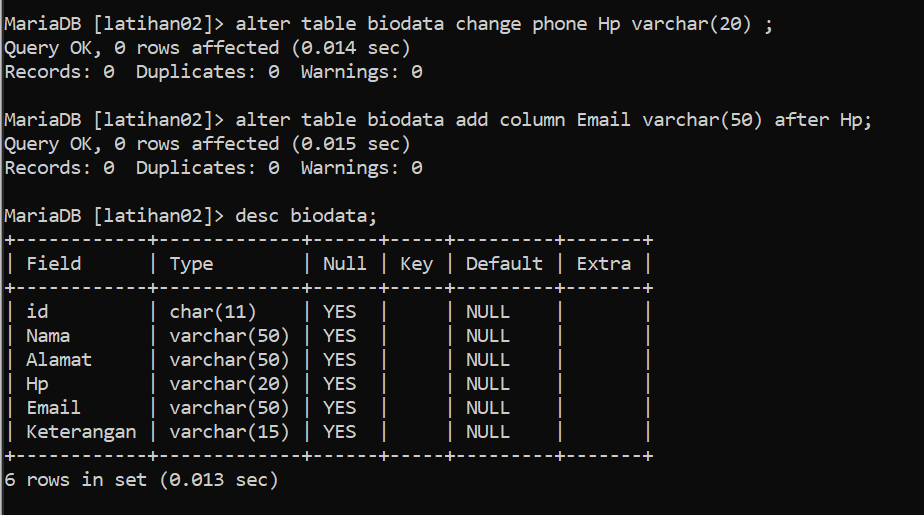 MariaDB [latihan02]> alter table biodata change phone Hp varchar(20) ;
Query OK, 0 rows affected (0.014 sec)
Records: 0  Duplicates: 0  Warnings: 0

MariaDB [latihan02]> alter table biodata add column Email varchar(50) after Hp;
Query OK, 0 rows affected (0.015 sec)
Records: 0  Duplicates: 0  Warnings: 0

MariaDB [latihan02]> desc biodata;
+------------+-------------+------+-----+---------+-------+
| Field      | Type        | Null | Key | Default | Extra |
+------------+-------------+------+-----+---------+-------+
| id         | char(11)    | YES  |     | NULL    |       |
| Nama       | varchar(50) | YES  |     | NULL    |       |
| Alamat     | varchar(50) | YES  |     | NULL    |       |
| Hp         | varchar(20) | YES  |     | NULL    |       |
| Email      | varchar(50) | YES  |     | NULL    |       |
| Keterangan | varchar(15) | YES  |     | NULL    |       |
+------------+-------------+------+-----+---------+-------+
6 rows in set (0.013 sec)